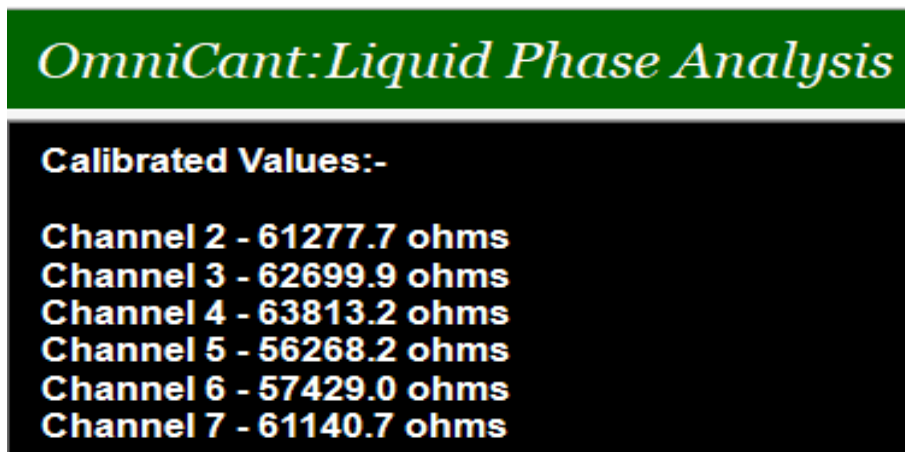 OmniCant:Liquid Phase Analysis
Calibrated Values:-
Channel 2 - 61277.7 ohms
Channel 3 - 62699.9 ohms
Channel 4 - 63813.2 ohms
Channel 5 - 56268.2 ohms
Channel 6 - 57429.0 ohms
Channel 7 - 61140.7 ohms